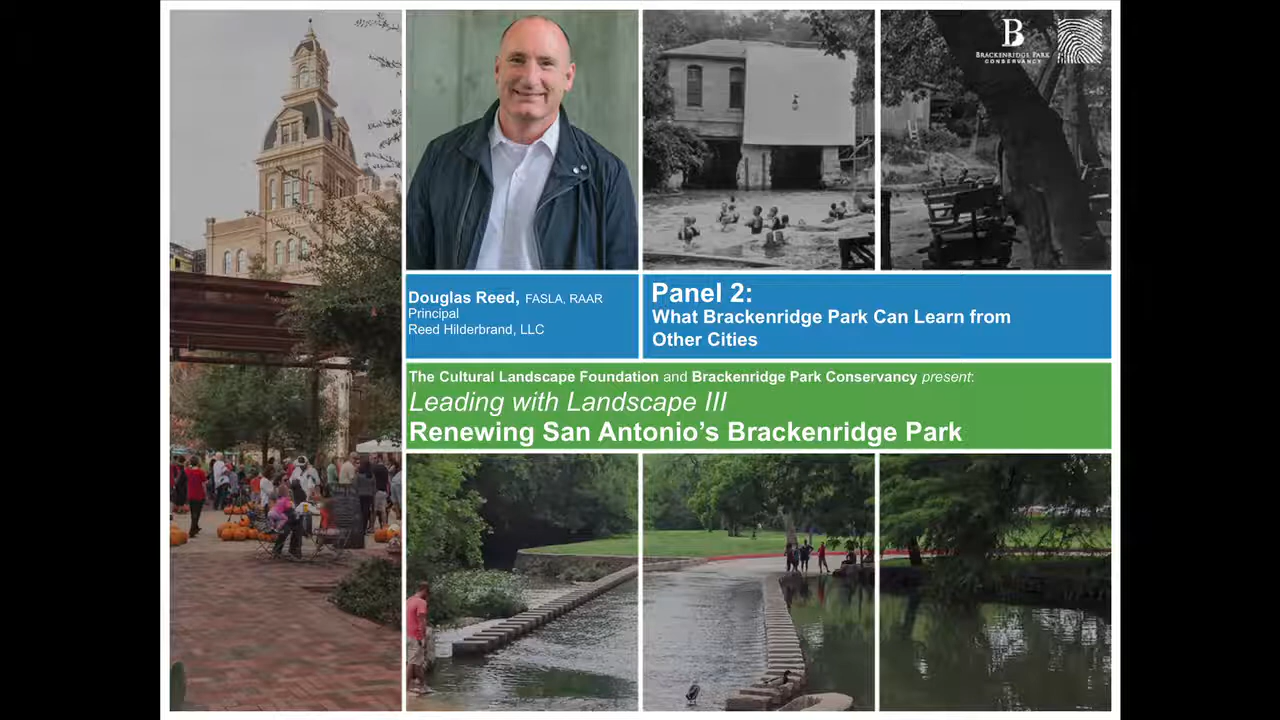 B
BRACKENRIDGE PARK
CONSERVANCY
Douglas Reed, FASLA, RAAR
Principal
Reed Hilderbrand, LLC
Panel 2:
What Brackenridge Park Can Learn from
Other Cities
The Cultural Landscape Foundation and Brackenridge Park Conservancy present:
Leading with Landscape III
Renewing San Antonio’s Brackenridge Park